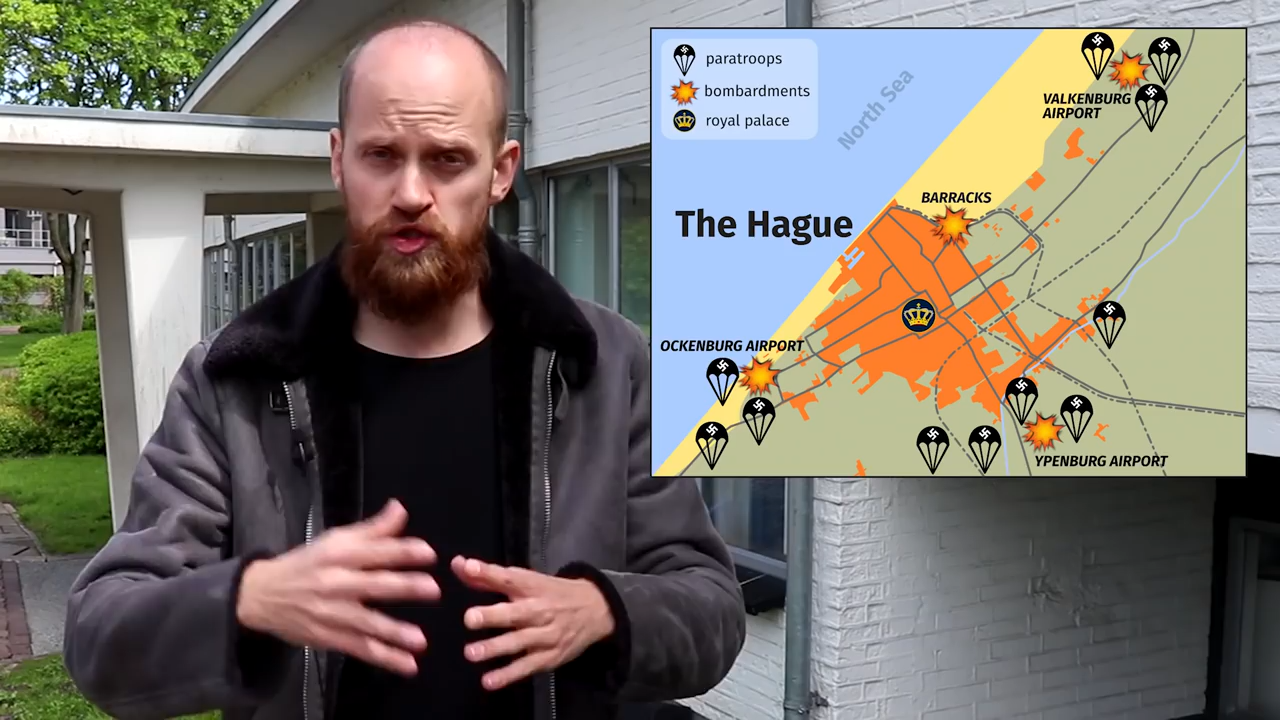 paratroops
bombardments
royal palace
North Sea
The Hague
VALKENBURG
AIRPORT
BARRACKS
OCKENBURG AIRPORT
YPENBURG AIRPORT